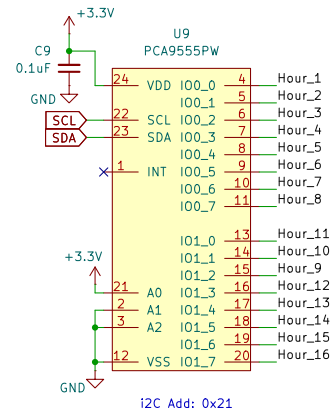 +3.3V
U9
PCA9555PW
C9
0.1uF
GND
24 VDD IO0_0 4 Hour_1
IO0_1 5 Hour_2
SCL 22 SCL IO0_2 6 Hour_3
SDA 23 SDA IO0_3 7 Hour_4
IO0_4 8 Hour_5
1 INT IO0_5 9 Hour_6
IO0_6 10 Hour_7
IO0_7 11 Hour_8
IO1_0 13 Hour_11
IO1_1 14 Hour_10
+3.3V
IO1_2 15 Hour_9
21 A0 IO1_3 16 Hour_12
2 A1 IO1_4 17 Hour_13
3 A2 IO1_5 18 Hour_14
IO1_6 19 Hour_15
12 VSS IO1_7 20 Hour_16
GND
i2C Add: 0x21